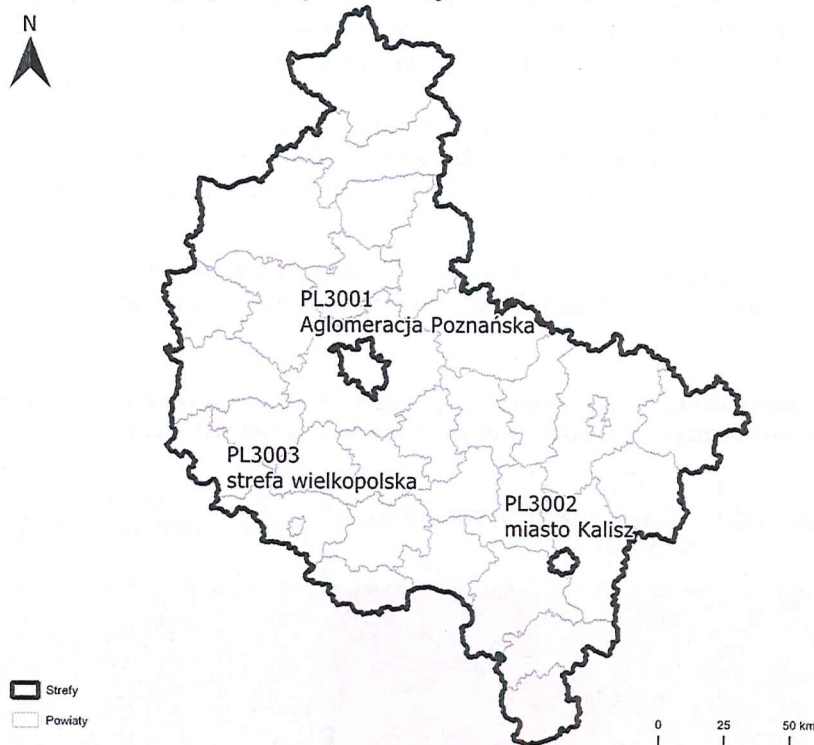 N
PL3001
Aglomeracja Poznańska
PL3003
strefa wielkopolska
PL3002
miasto Kalisz
Strefy
Powiaty
0 25 50 km